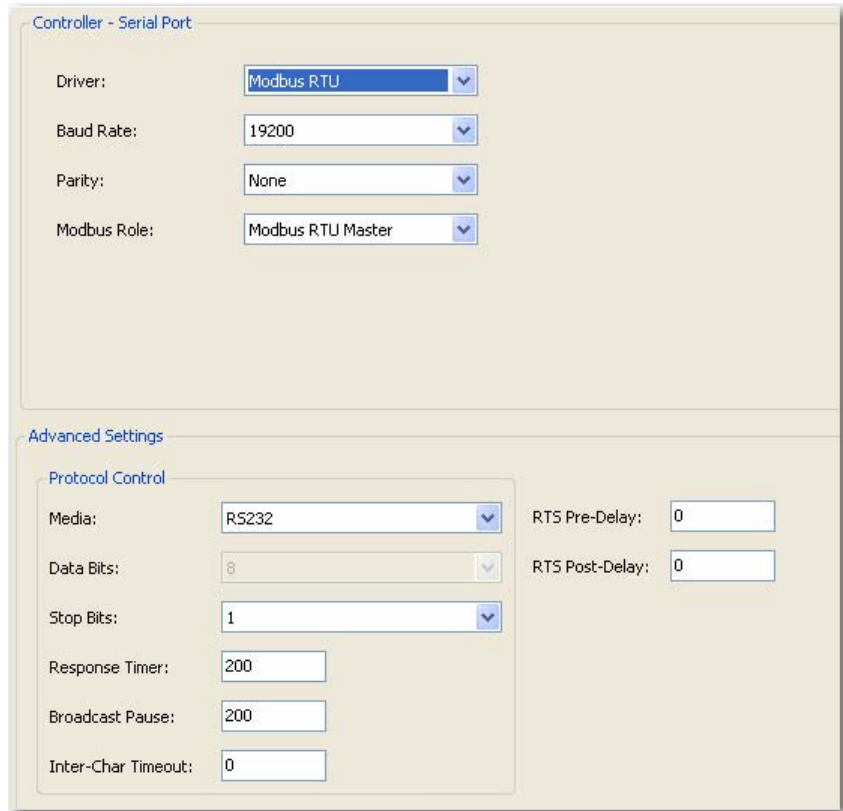 Controller - Serial Port
Driver: Modbus RTU
Baud Rate: 19200
Parity: None
Modbus Role: Modbus RTU Master
Advanced Settings
Protocol Control
Media: RS232
Data Bits: 8
Stop Bits: 1
Response Timer: 200
Broadcast Pause: 200
Inter-Char Timeout: 0
RTS Pre-Delay: 0
RTS Post-Delay: 0